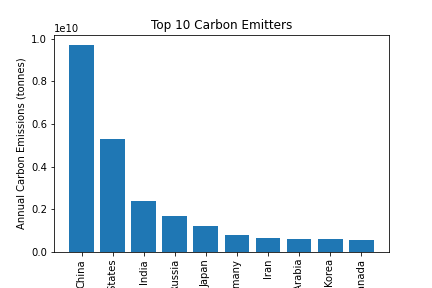 Top 10 Carbon Emitters
1e10
Annual Carbon Emissions (tonnes)
1.0
0.8
0.6
0.4
0.2
0.0
China
States
India
ussia
Japan
many
Iran
Arabia
Korea
nada